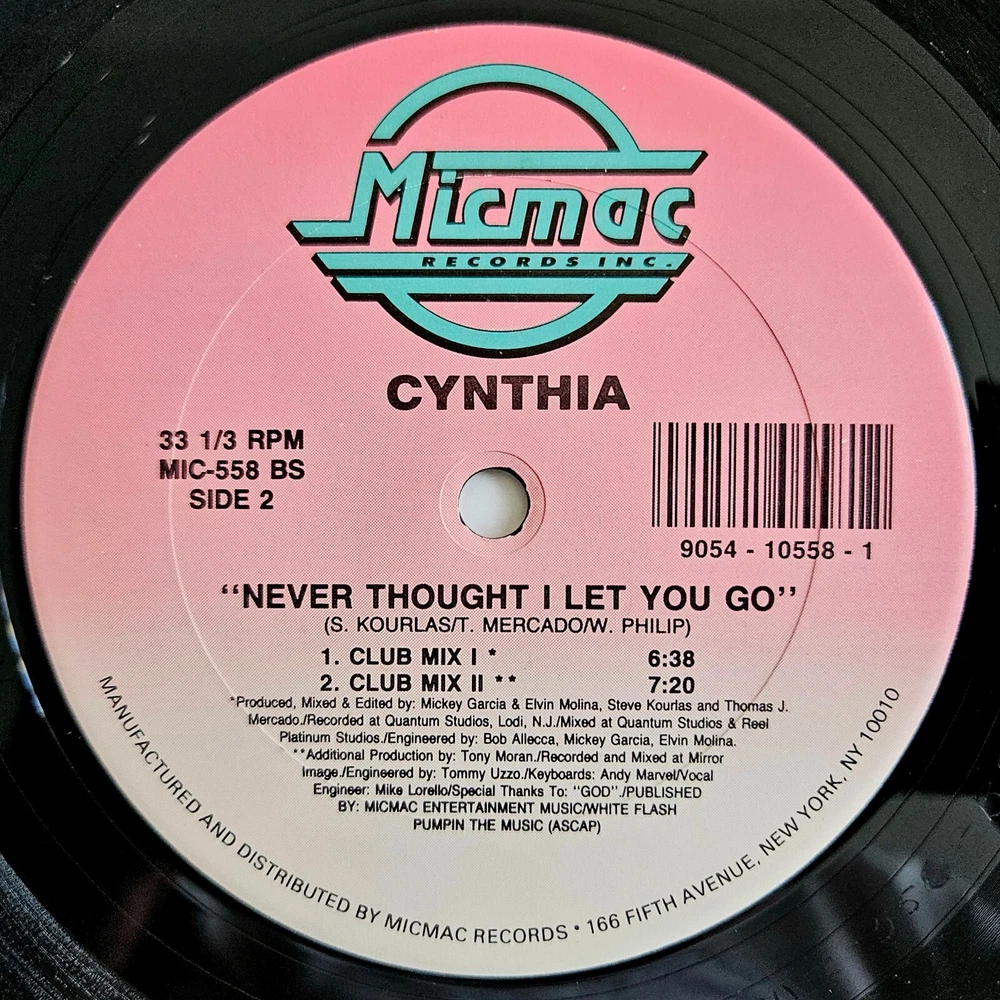 Micmac
RECORDS INC.
CYNTHIA
33 1/3 RPM
MIC-558 BS
SIDE 2
9054 - 10558 - 1
“NEVER THOUGHT I LET YOU GO”
(S. KOURLAS/T. MERCADO/W. PHILIP)
1. CLUB MIX I * 6:38
2. CLUB MIX II ** 7:20
*Produced, Mixed & Edited by: Mickey Garcia & Elvin Molina, Steve Kourlas and Thomas J.
Mercado./Recorded at Quantum Studios, Lodi, N.J./Mixed at Quantum Studios & Reel
Platinum Studios./Engineered by: Bob Allecca, Mickey Garcia, Elvin Molina.
**Additional Production by: Tony Moran./Recorded and Mixed at Mirror
Image./Engineered by: Tommy Uzzo./Keyboards: Andy Marvel/Vocal
Engineer: Mike Lorello/Special Thanks To: “GOD”./PUBLISHED
BY: MICMAC ENTERTAINMENT MUSIC/WHITE FLASH
PUMPIN THE MUSIC (ASCAP)
MANUFACTURED AND DISTRIBUTED BY MICMAC RECORDS • 166 FIFTH AVENUE, NEW YORK, NY 10010